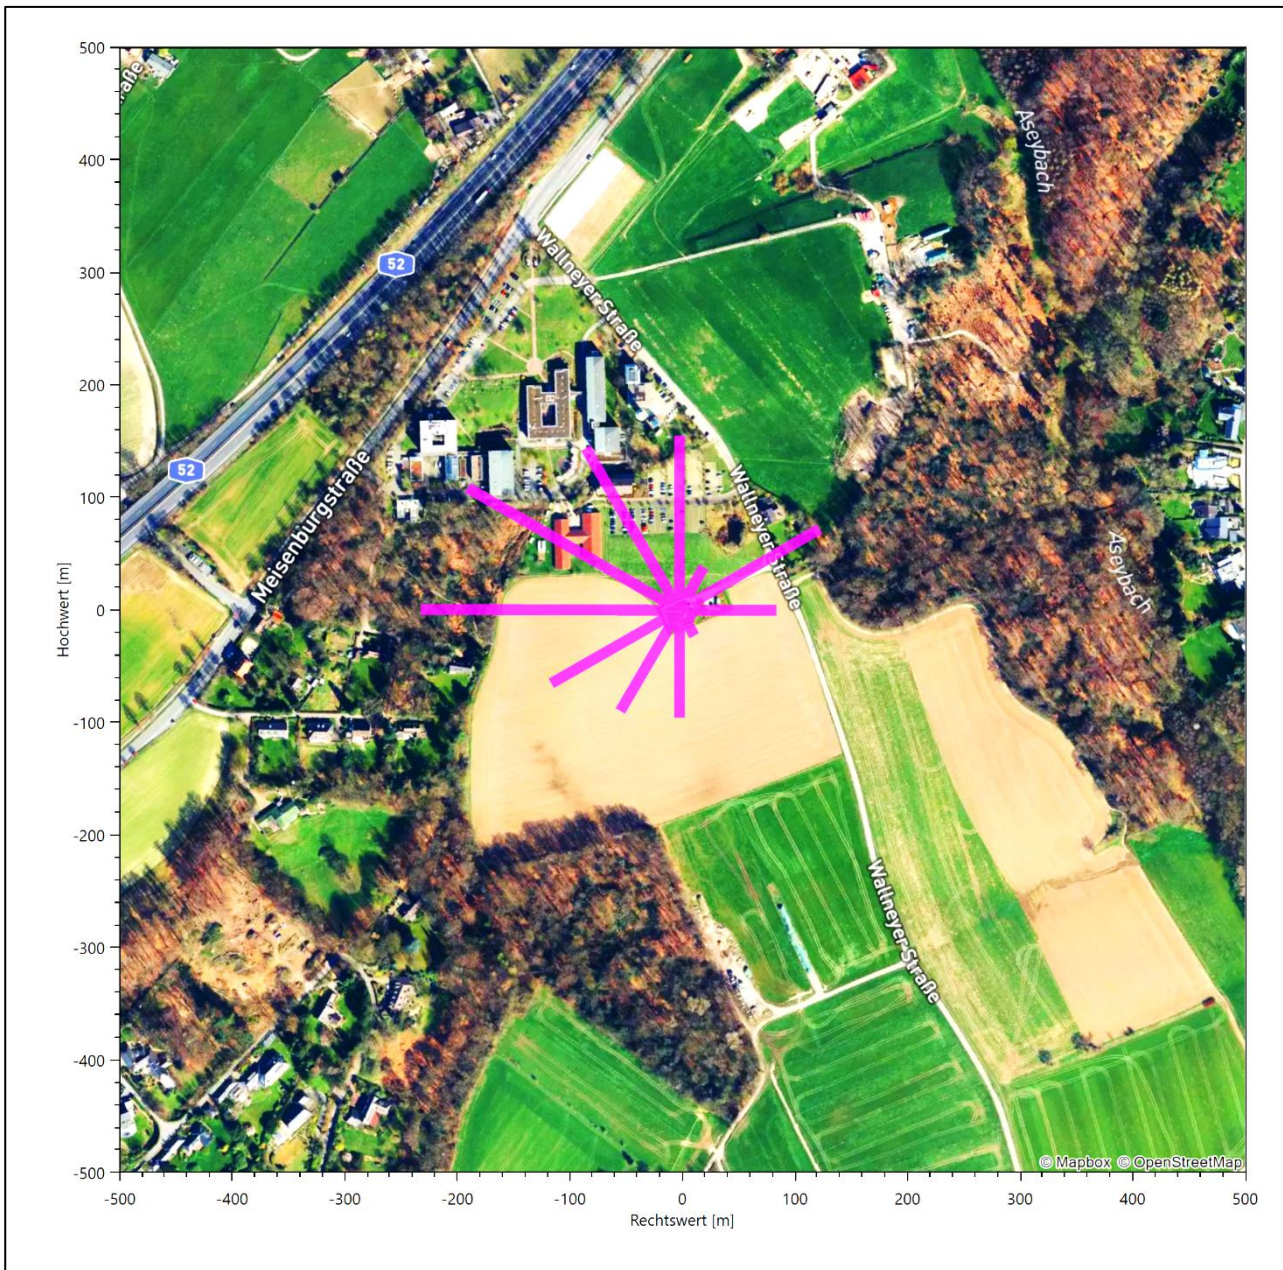 500
400
300
200
100
0
-100
-200
-300
-400
-500
Hochwert [m]
-500 -400 -300 -200 -100 0 100 200 300 400 500
Rechtswert [m]
raße
Aseybach
52
Wallneyer Straße
52
Meisenburgstraße
Wallneyer Straße
Aseybach
Wallneyer Straße
© Mapbox © OpenStreetMap